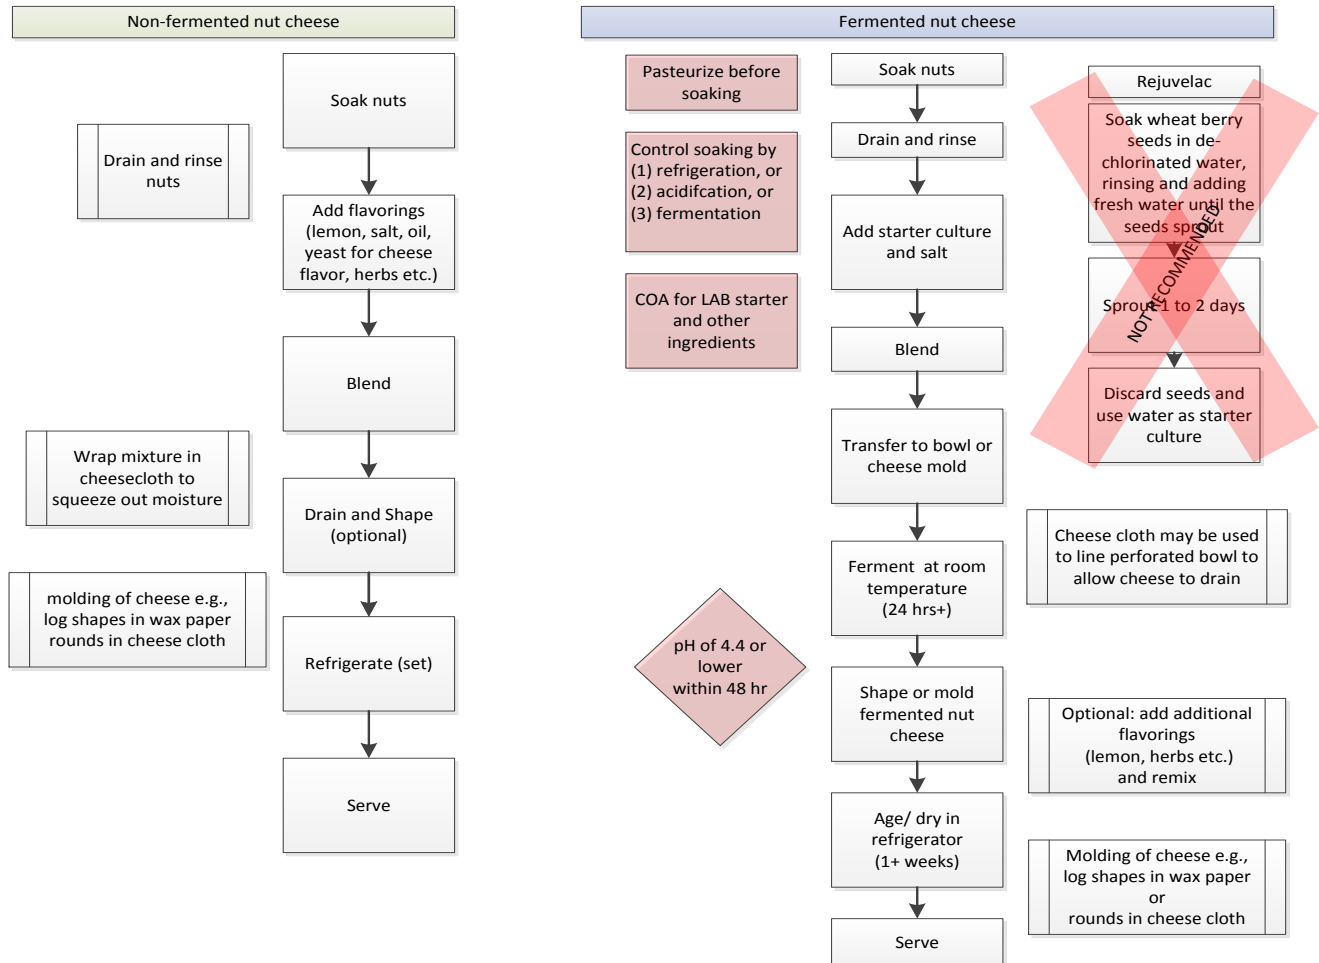 Non-fermented nut cheese
Soak nuts
Drain and rinse
nuts
Add flavorings
(lemon, salt, oil,
yeast for cheese
flavor, herbs etc.)
Blend
Wrap mixture in
cheesecloth to
squeeze out moisture
Drain and Shape
(optional)
molding of cheese e.g.,
log shapes in wax paper
rounds in cheese cloth
Refrigerate (set)
Serve
Fermented nut cheese
Pasteurize before
soaking
Control soaking by
(1) refrigeration, or
(2) acidifcation, or
(3) fermentation
COA for LAB starter
and other
ingredients
pH of 4.4 or
lower
within 48 hr
Soak nuts
Drain and rinse
Add starter culture
and salt
Blend
Transfer to bowl or
cheese mold
Ferment at room
temperature
(24 hrs+)
Shape or mold
fermented nut
cheese
Age/ dry in
refrigerator
(1+ weeks)
Serve
Rejuvelac
Soak wheat berry
seeds in de-
chlorinated water,
rinsing and adding
fresh water until the
seeds sprout
Sprout 1 to 2 days
Discard seeds and
use water as starter
culture
NOT RECOMMENDED
Cheese cloth may be used
to line perforated bowl to
allow cheese to drain
Optional: add additional
flavorings
(lemon, herbs etc.)
and remix
Molding of cheese e.g.,
log shapes in wax paper
or
rounds in cheese cloth